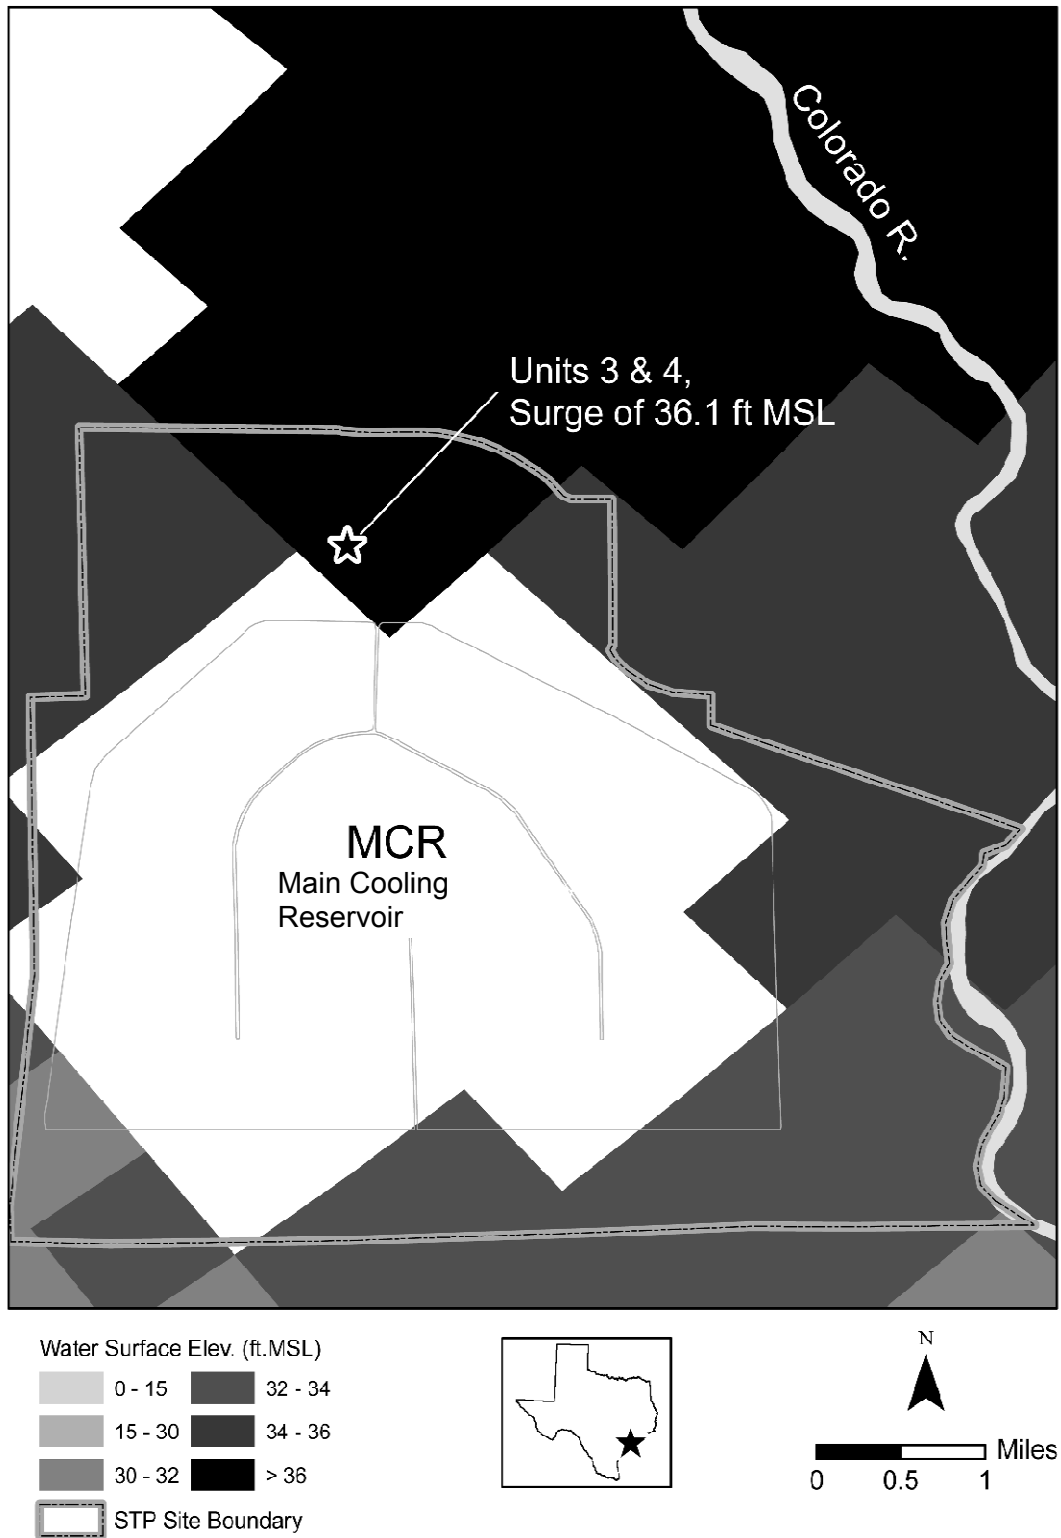 Colorado R.
Units 3 & 4,
Surge of 36.1 ft MSL
MCR
Main Cooling
Reservoir
Water Surface Elev. (ft.MSL)
0 - 15
32 - 34
15 - 30
34 - 36
30 - 32
> 36
STP Site Boundary
N
Miles
0
0.5
1